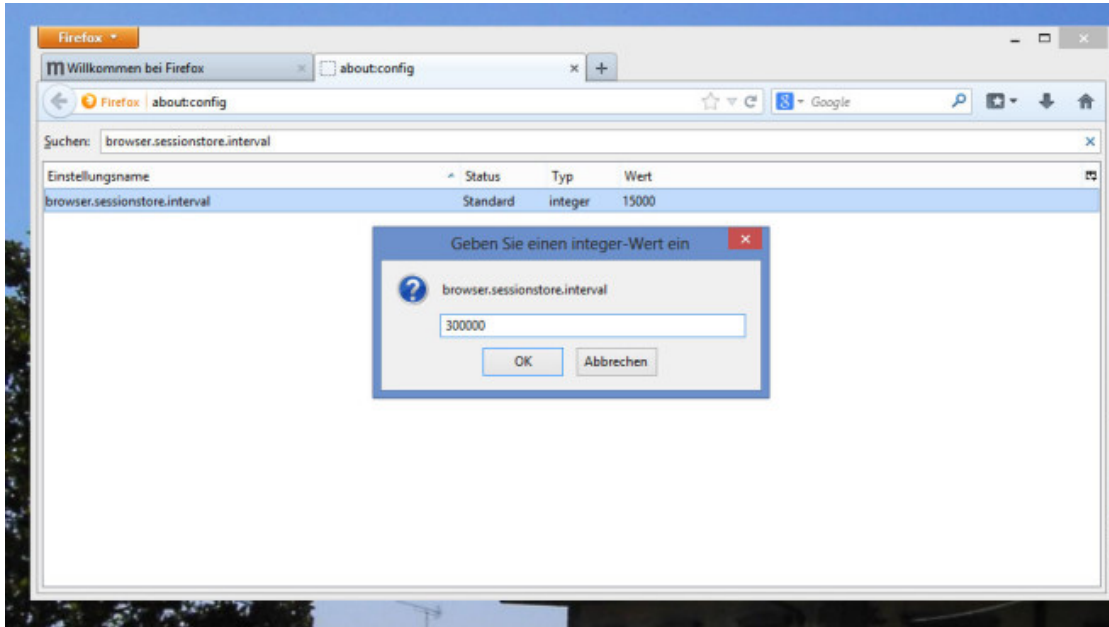 Firefox
m Willkommen bei Firefox
about:config
Firefox about:config
8 Google
Suchen: browser.sessionstore.interval
Einstellungsname Status Typ Wert
browser.sessionstore.interval Standard integer 15000
Geben Sie einen integer-Wert ein
browser.sessionstore.interval
300000
OK Abbrechen